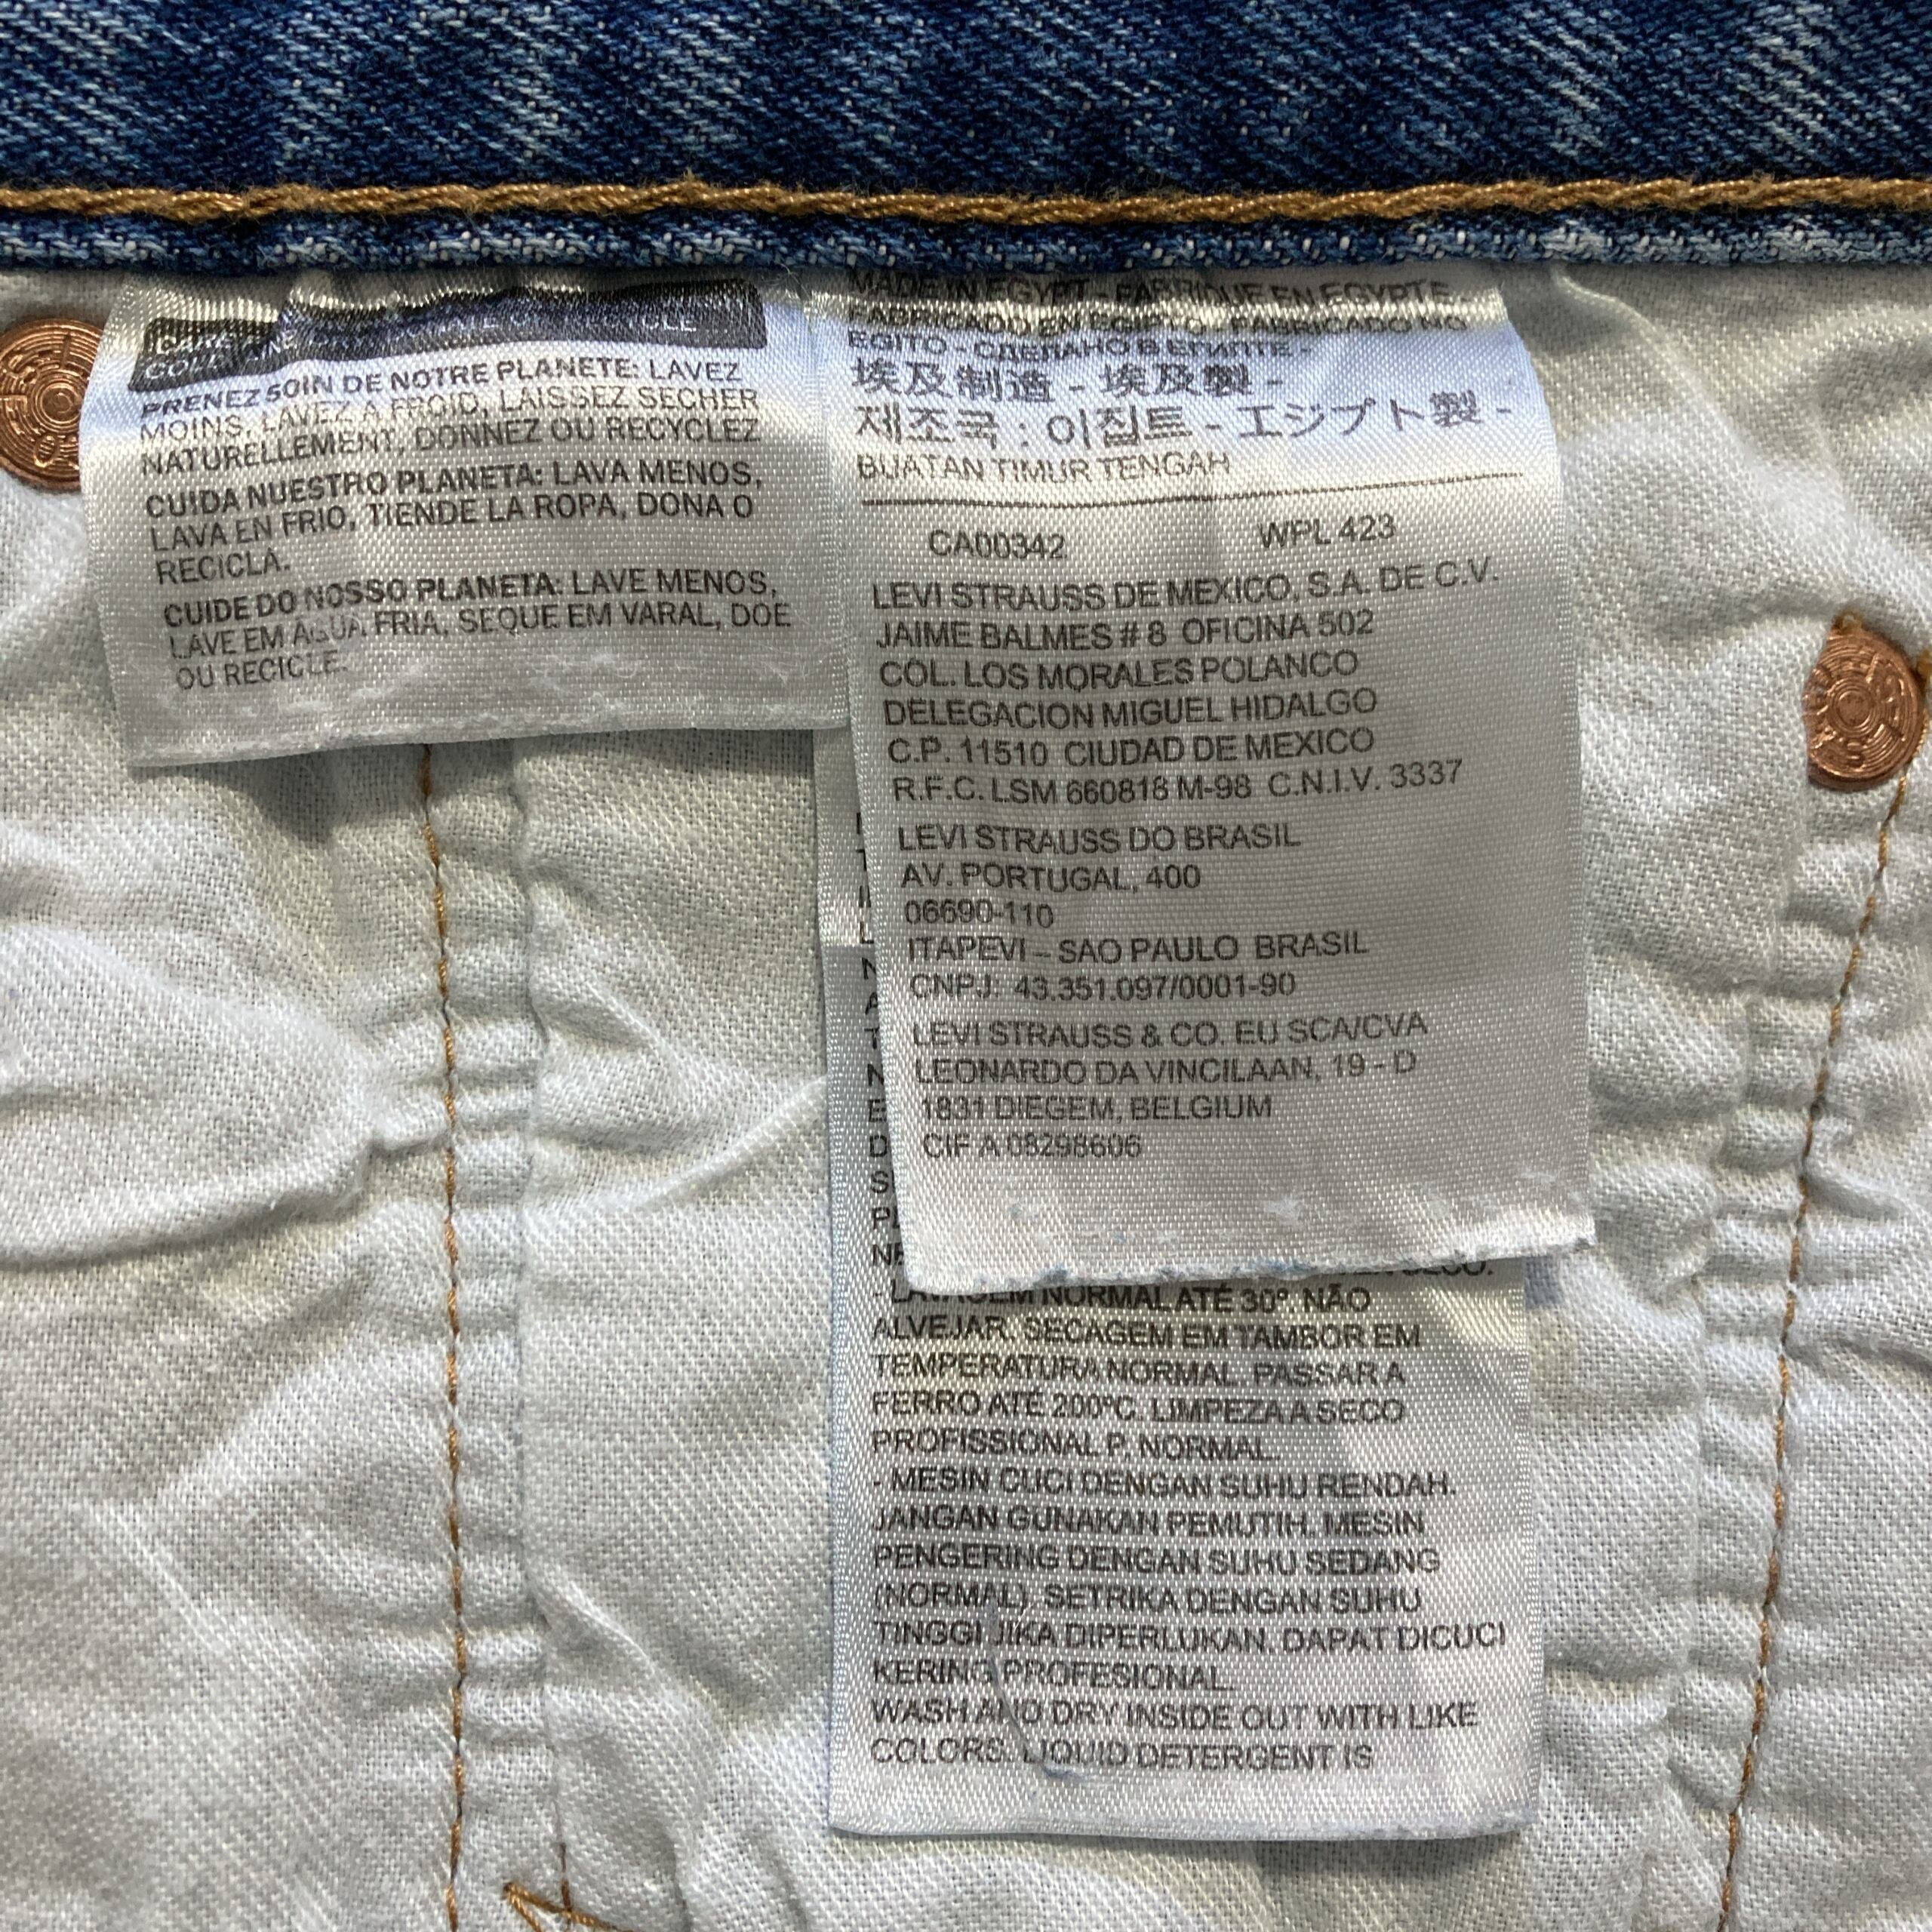 PRENEZ SOIN DE NOTRE PLANETE: LAVEZ
MOINS, LAVEZ A FROID, LAISSEZ SECHER
NATURELLEMENT, DONNEZ OU RECYCLEZ
CUIDA NUESTRO PLANETA: LAVA MENOS,
LAVA EN FRIO, TIENDE LA ROPA, DONA O
RECICLA.
CUIDE DO NOSSO PLANETA: LAVE MENOS,
LAVE EM ÁGUA FRIA, SEQUE EM VARAL, DOE
OU RECICLE.
MADE IN EGYPT - FABRIQUE EN EGYPTE
FABRICADO EN EGIPTO - FABRICADO NO
EGITO - СДЕЛАНО В ЕГИПТЕ -
埃及制造 - 埃及製 -
제조국 : 이집트 - エジプト製 -
BUATAN TIMUR TENGAH
CA00342 WPL 423
LEVI STRAUSS DE MEXICO, S.A. DE C.V.
JAIME BALMES # 8 OFICINA 502
COL. LOS MORALES POLANCO
DELEGACION MIGUEL HIDALGO
C.P. 11510 CIUDAD DE MEXICO
R.F.C. LSM 660818 M-98 C.N.I.V. 3337
LEVI STRAUSS DO BRASIL
AV. PORTUGAL, 400
06690-110
ITAPEVI – SAO PAULO BRASIL
CNPJ: 43.351.097/0001-90
LEVI STRAUSS & CO. EU SCA/CVA
LEONARDO DA VINCILAAN, 19 - D
1831 DIEGEM, BELGIUM
CIF A 08298606
NORMAL ATÉ 30º. NÃO
ALVEJAR. SECAGEM EM TAMBOR EM
TEMPERATURA NORMAL. PASSAR A
FERRO ATÉ 200ºC. LIMPEZA A SECO
PROFISSIONAL P, NORMAL.
- MESIN CUCI DENGAN SUHU RENDAH.
JANGAN GUNAKAN PEMUTIH. MESIN
PENGERING DENGAN SUHU SEDANG
(NORMAL). SETRIKA DENGAN SUHU
TINGGI JIKA DIPERLUKAN. DAPAT DICUCI
KERING PROFESIONAL.
WASH AND DRY INSIDE OUT WITH LIKE
COLORS. LIQUID DETERGENT IS